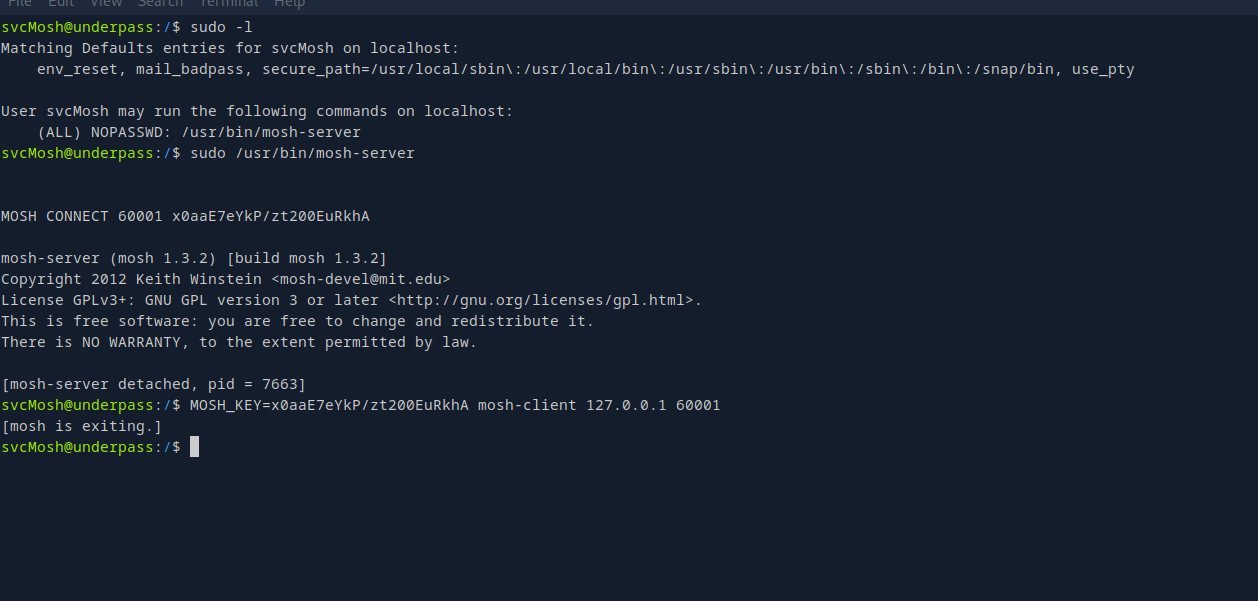 File Edit View Search Terminal Help
svcMosh@underpass:/$ sudo -l
Matching Defaults entries for svcMosh on localhost:
    env_reset, mail_badpass, secure_path=/usr/local/sbin\:/usr/local/bin\:/usr/sbin\:/usr/bin\:/sbin\:/bin\:/snap/bin, use_pty
User svcMosh may run the following commands on localhost:
    (ALL) NOPASSWD: /usr/bin/mosh-server
svcMosh@underpass:/$ sudo /usr/bin/mosh-server
MOSH CONNECT 60001 x0aaE7eYkP/zt200EuRkhA
mosh-server (mosh 1.3.2) [build mosh 1.3.2]
Copyright 2012 Keith Winstein <mosh-devel@mit.edu>
License GPLv3+: GNU GPL version 3 or later <http://gnu.org/licenses/gpl.html>.
This is free software: you are free to change and redistribute it.
There is NO WARRANTY, to the extent permitted by law.
[mosh-server detached, pid = 7663]
svcMosh@underpass:/$ MOSH_KEY=x0aaE7eYkP/zt200EuRkhA mosh-client 127.0.0.1 60001
[mosh is exiting.]
svcMosh@underpass:/$